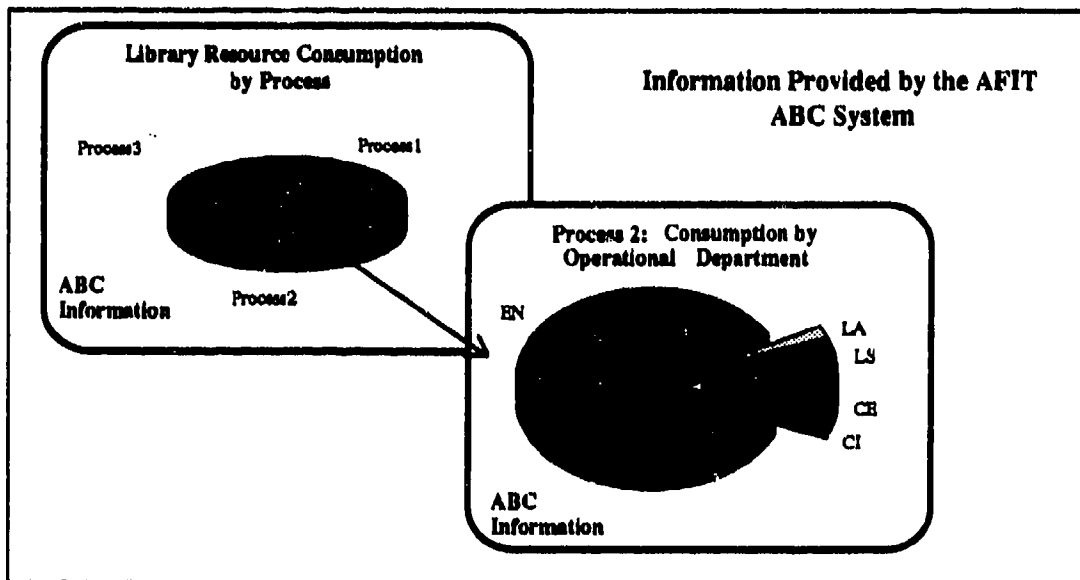 Library Resource Consumption
by Process
Information Provided by the AFIT
ABC System
Process3
Process1
Process2
ABC
Information
Process 2: Consumption by
Operational Department
EN
LA
LS
CE
CI
ABC
Information